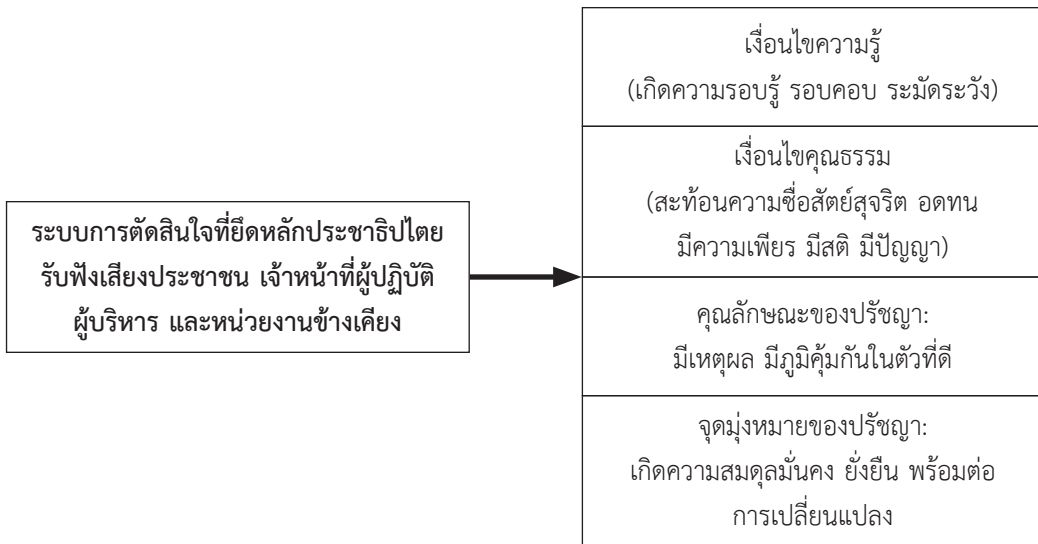 ระบบการตัดสินใจที่ยึดหลักประชาธิปไตย
รับฟังเสียงประชาชน เจ้าหน้าที่ผู้ปฏิบัติ
ผู้บริหาร และหน่วยงานข้างเคียง
เงื่อนไขความรู้
(เกิดความรอบรู้ รอบคอบ ระมัดระวัง)
เงื่อนไขคุณธรรม
(สะท้อนความซื่อสัตย์สุจริต อดทน
มีความเพียร มีสติ มีปัญญา)
คุณลักษณะของปรัชญา:
มีเหตุผล มีภูมิคุ้มกันในตัวที่ดี
จุดมุ่งหมายของปรัชญา:
เกิดความสมดุลมั่นคง ยั่งยืน พร้อมต่อ
การเปลี่ยนแปลง